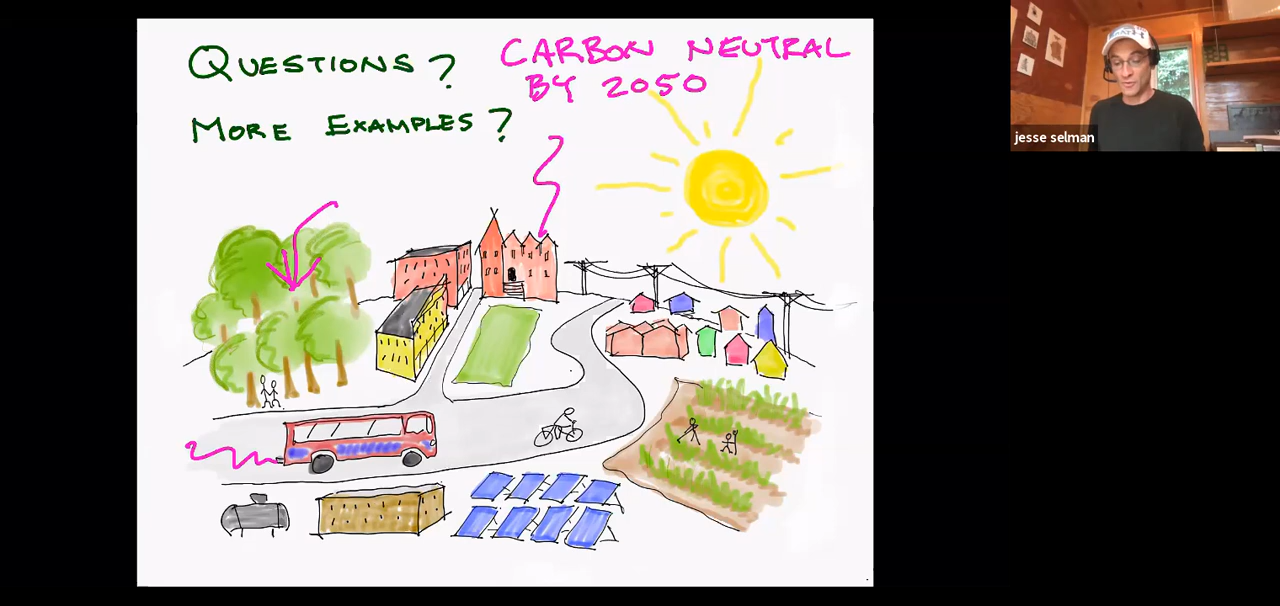 QUESTIONS?
MORE EXAMPLES?
CARBON NEUTRAL
BY 2050
jesse selman